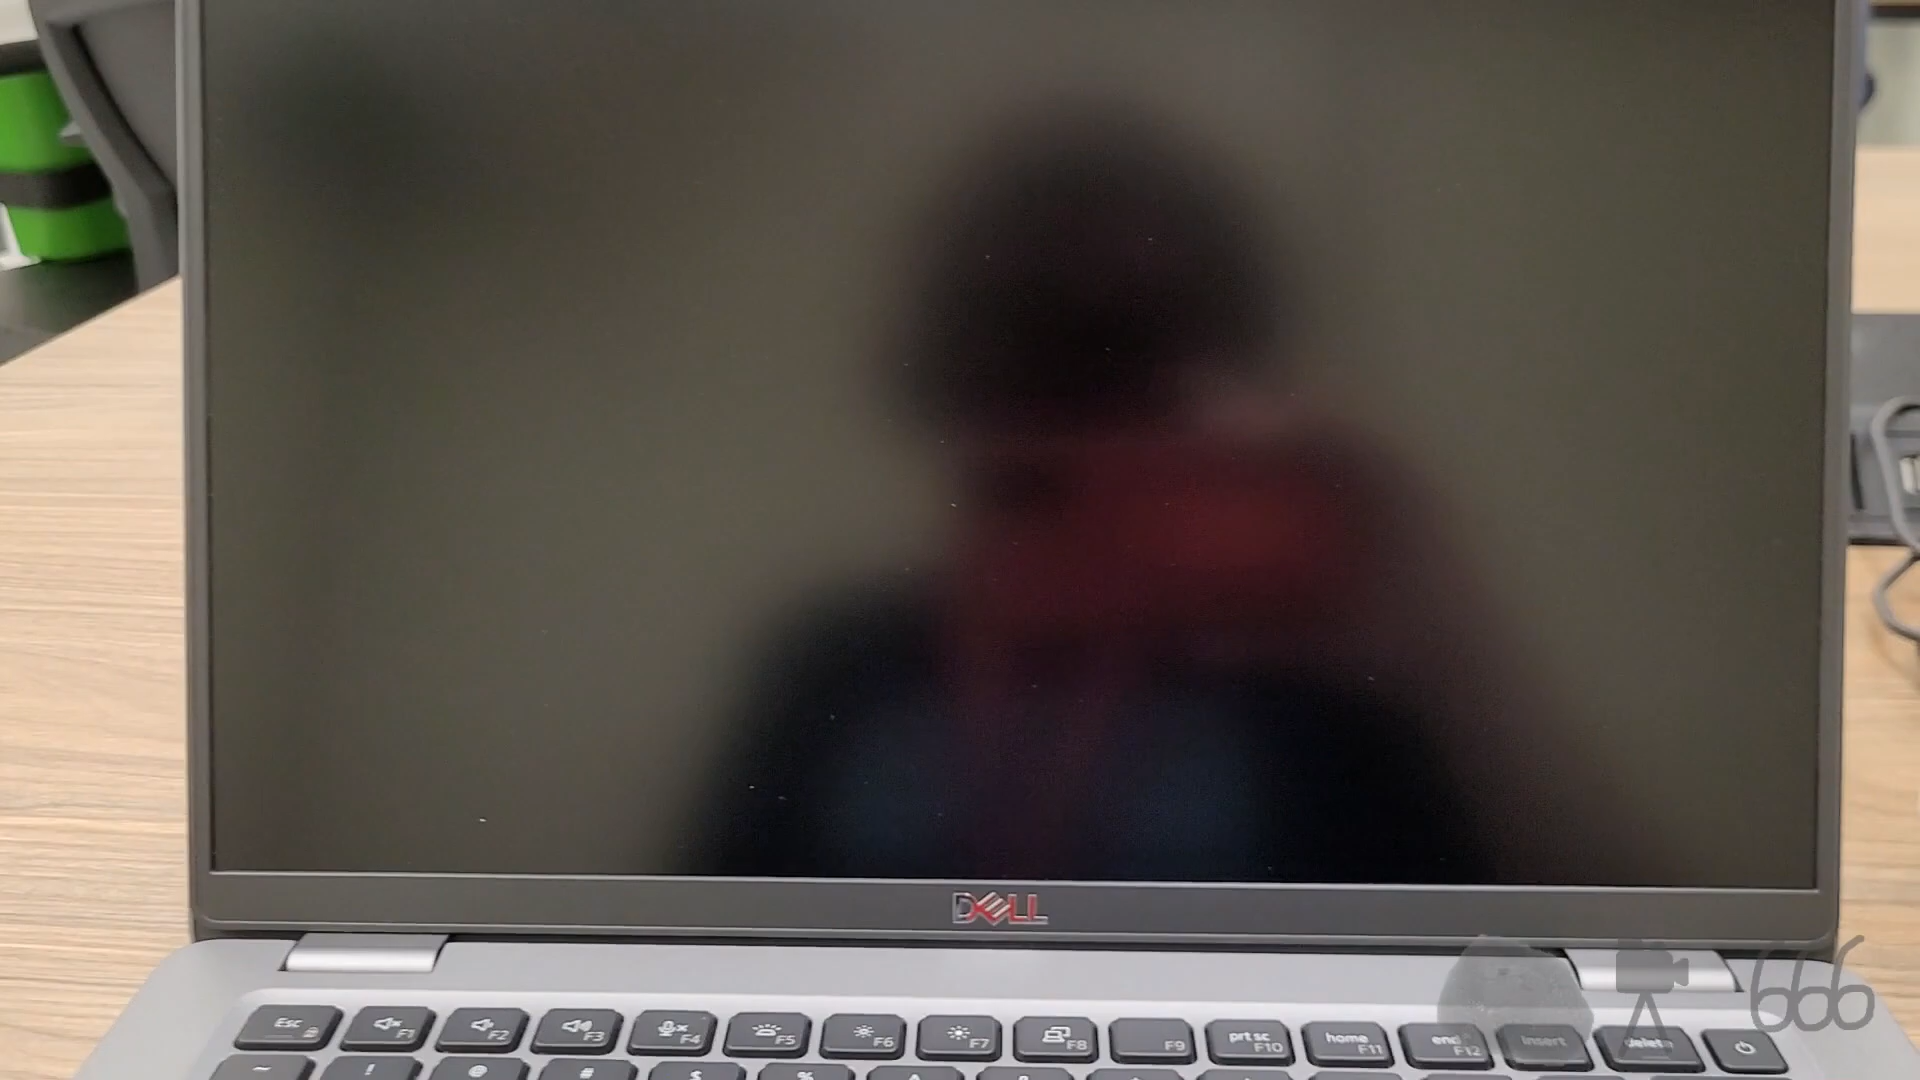 DELL
666
Esc
F1
F2
F3
F4
F5
F6
F7
F8
F9
prt sc F10
home F11
end F12
insert
delete
~
!
@
#
$
%
^